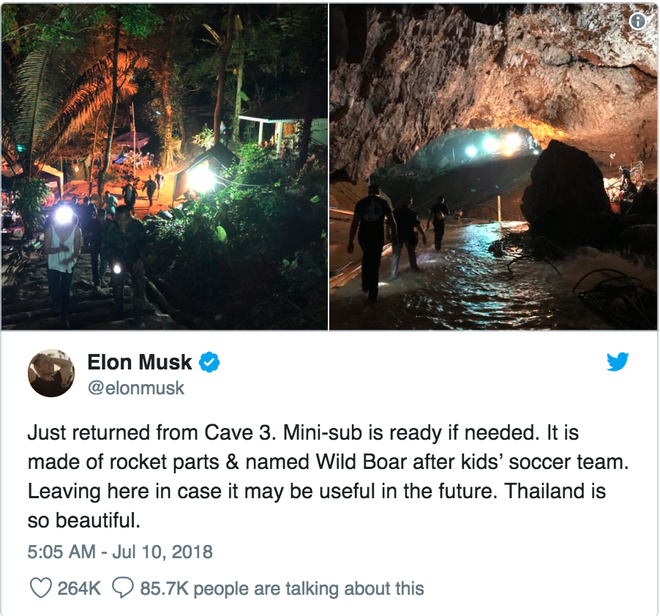 Elon Musk
@elonmusk
Just returned from Cave 3. Mini-sub is ready if needed. It is
made of rocket parts & named Wild Boar after kids’ soccer team.
Leaving here in case it may be useful in the future. Thailand is
so beautiful.
5:05 AM - Jul 10, 2018
264K 85.7K people are talking about this